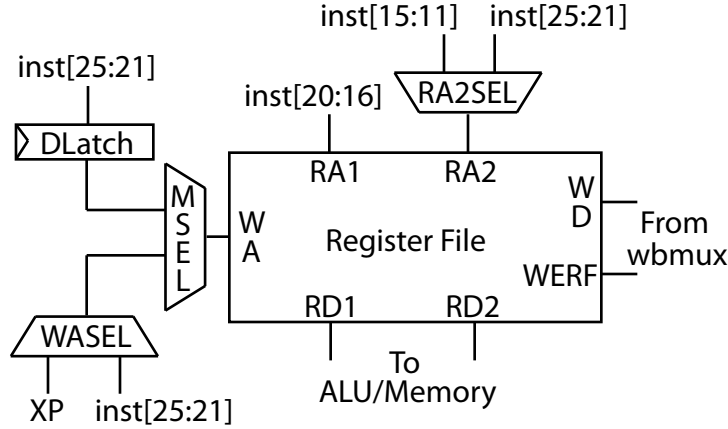 inst[15:11] inst[25:21]
inst[25:21]
RA2SEL
inst[20:16]
DLatch
RA1 RA2
M
S
E
L
W
A
W
D
Register File
From
wbmux
WERF
RD1 RD2
WASEL
To
ALU/Memory
XP inst[25:21]